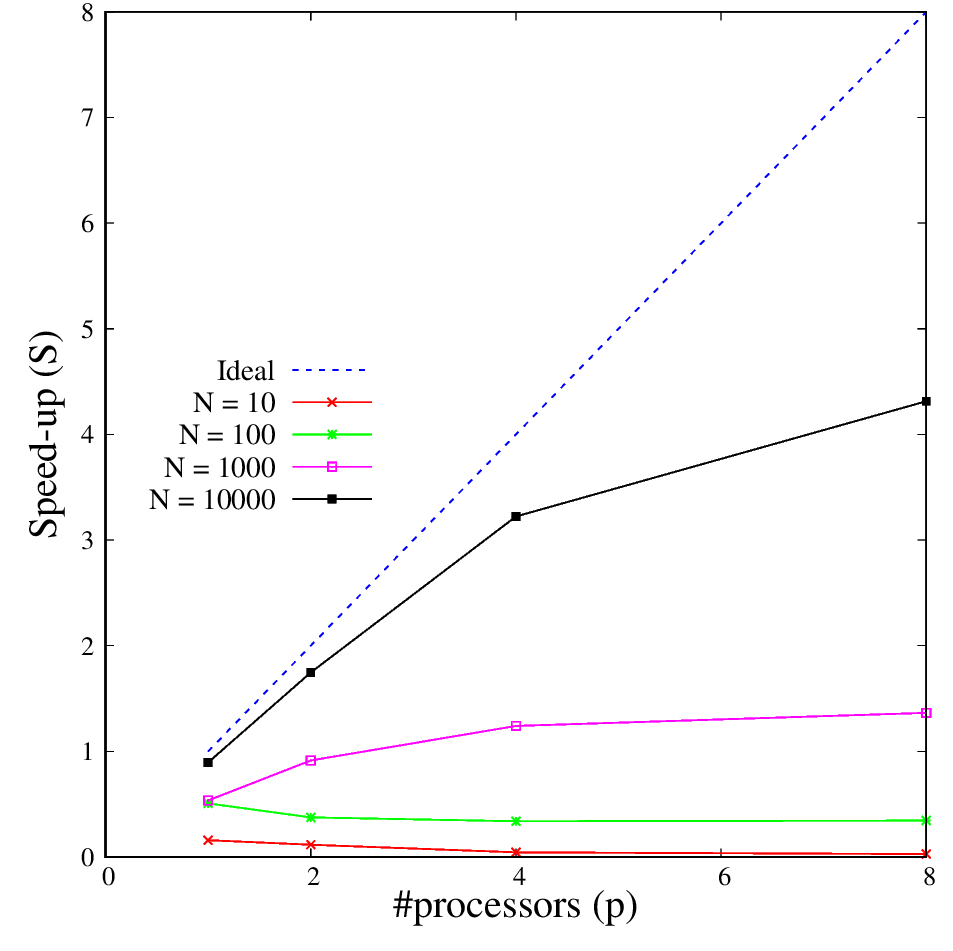 8
7
6
5
4
3
2
1
0
Speed-up (S)
Ideal
N = 10
N = 100
N = 1000
N = 10000
0 2 4 6 8
#processors (p)